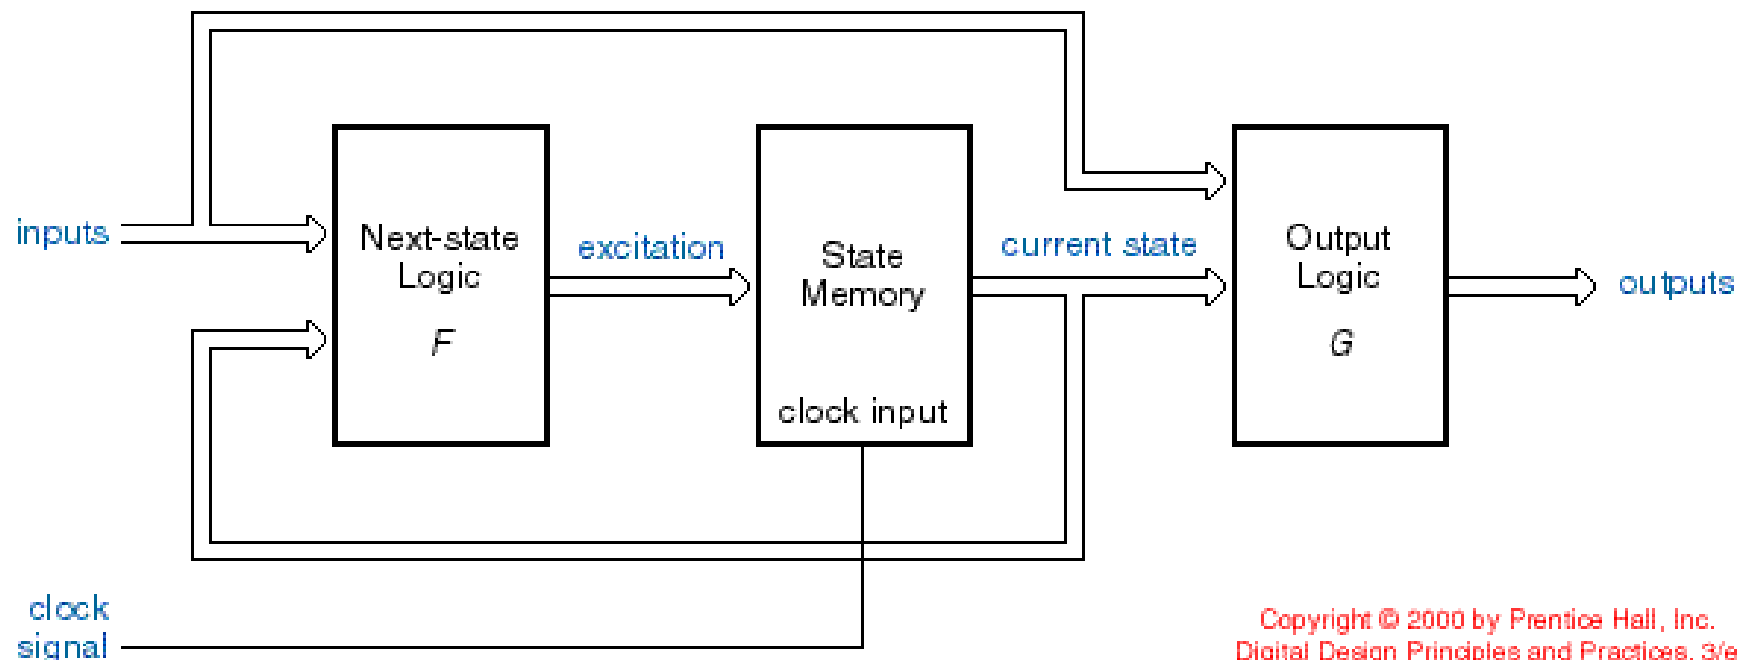 inputs
Next-state
Logic
F
excitation
State
Memory
clock input
current state
Output
Logic
G
outputs
clock
signal
Copyright © 2000 by Prentice Hall, Inc.
Digital Design Principles and Practices, 3/e